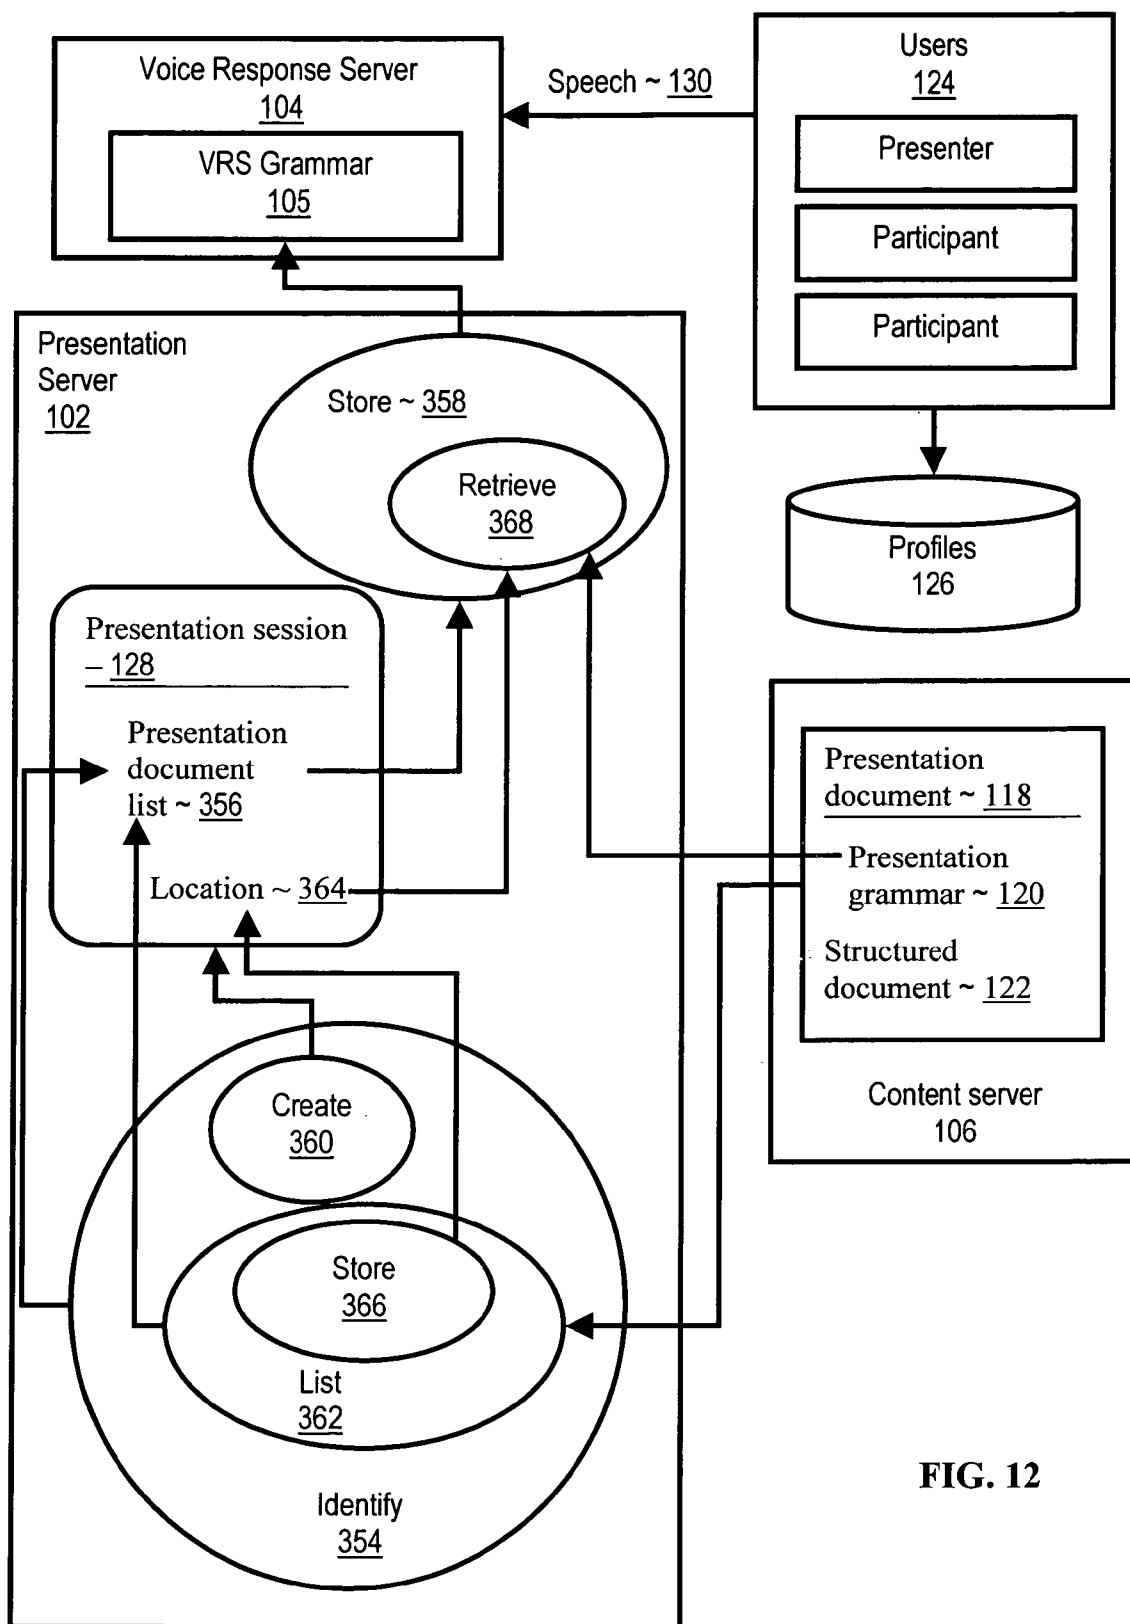 Voice Response Server
104
VRS Grammar
105
Speech ~ 130
Users
124
Presenter
Participant
Participant
Presentation
Server
102
Store ~ 358
Retrieve
368
Profiles
126
Presentation session
– 128
Presentation
document
list ~ 356
Location ~ 364
Presentation
document ~ 118
Presentation
grammar ~ 120
Structured
document ~ 122
Content server
106
Create
360
Store
366
List
362
Identify
354
FIG. 12